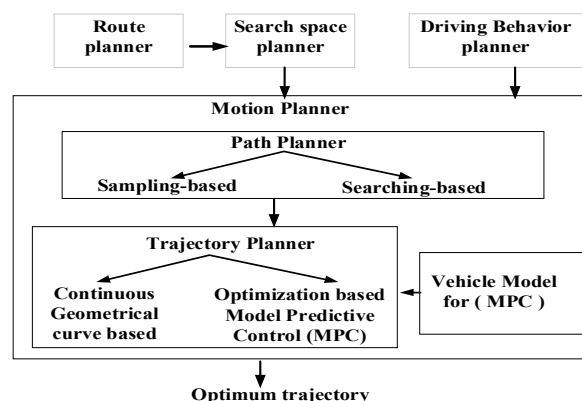 Route
planner
Search space
planner
Driving Behavior
planner
Motion Planner
Path Planner
Sampling-based
Searching-based
Trajectory Planner
Continuous
Geometrical
curve based
Optimization based
Model Predictive
Control (MPC)
Vehicle Model
for ( MPC )
Optimum trajectory